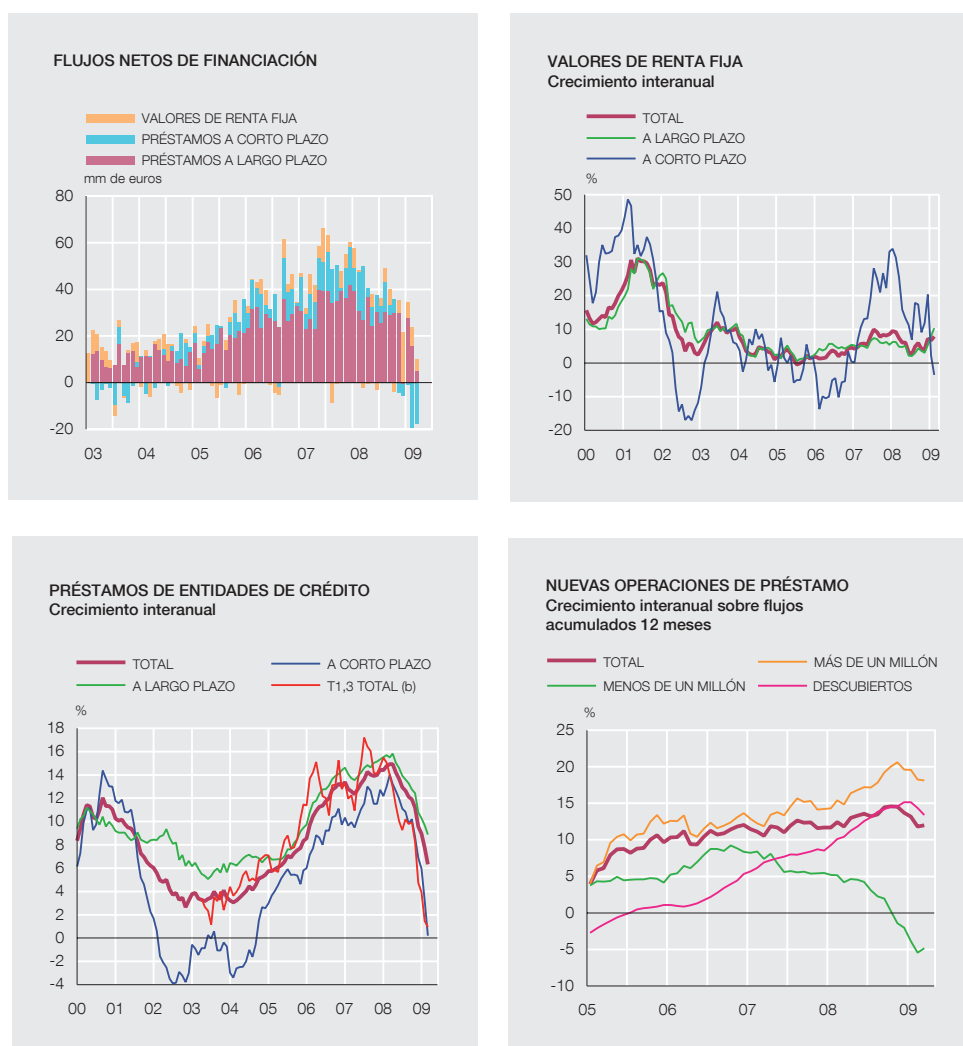 FLUJOS NETOS DE FINANCIACIÓN
VALORES DE RENTA FIJA
PRÉSTAMOS A CORTO PLAZO
PRÉSTAMOS A LARGO PLAZO
mm de euros
80
60
40
20
0
-20
03 04 05 06 07 08 09
VALORES DE RENTA FIJA
Crecimiento interanual
TOTAL
A LARGO PLAZO
A CORTO PLAZO
%
50
40
30
20
10
0
-10
-20
00 01 02 03 04 05 06 07 08 09
PRÉSTAMOS DE ENTIDADES DE CRÉDITO
Crecimiento interanual
TOTAL
A LARGO PLAZO
A CORTO PLAZO
T1,3 TOTAL (b)
%
18
16
14
12
10
8
6
4
2
0
-2
-4
00 01 02 03 04 05 06 07 08 09
NUEVAS OPERACIONES DE PRÉSTAMO
Crecimiento interanual sobre flujos
acumulados 12 meses
TOTAL
MENOS DE UN MILLÓN
MÁS DE UN MILLÓN
DESCUBIERTOS
%
25
20
15
10
5
0
-5
-10
05 06 07 08 09